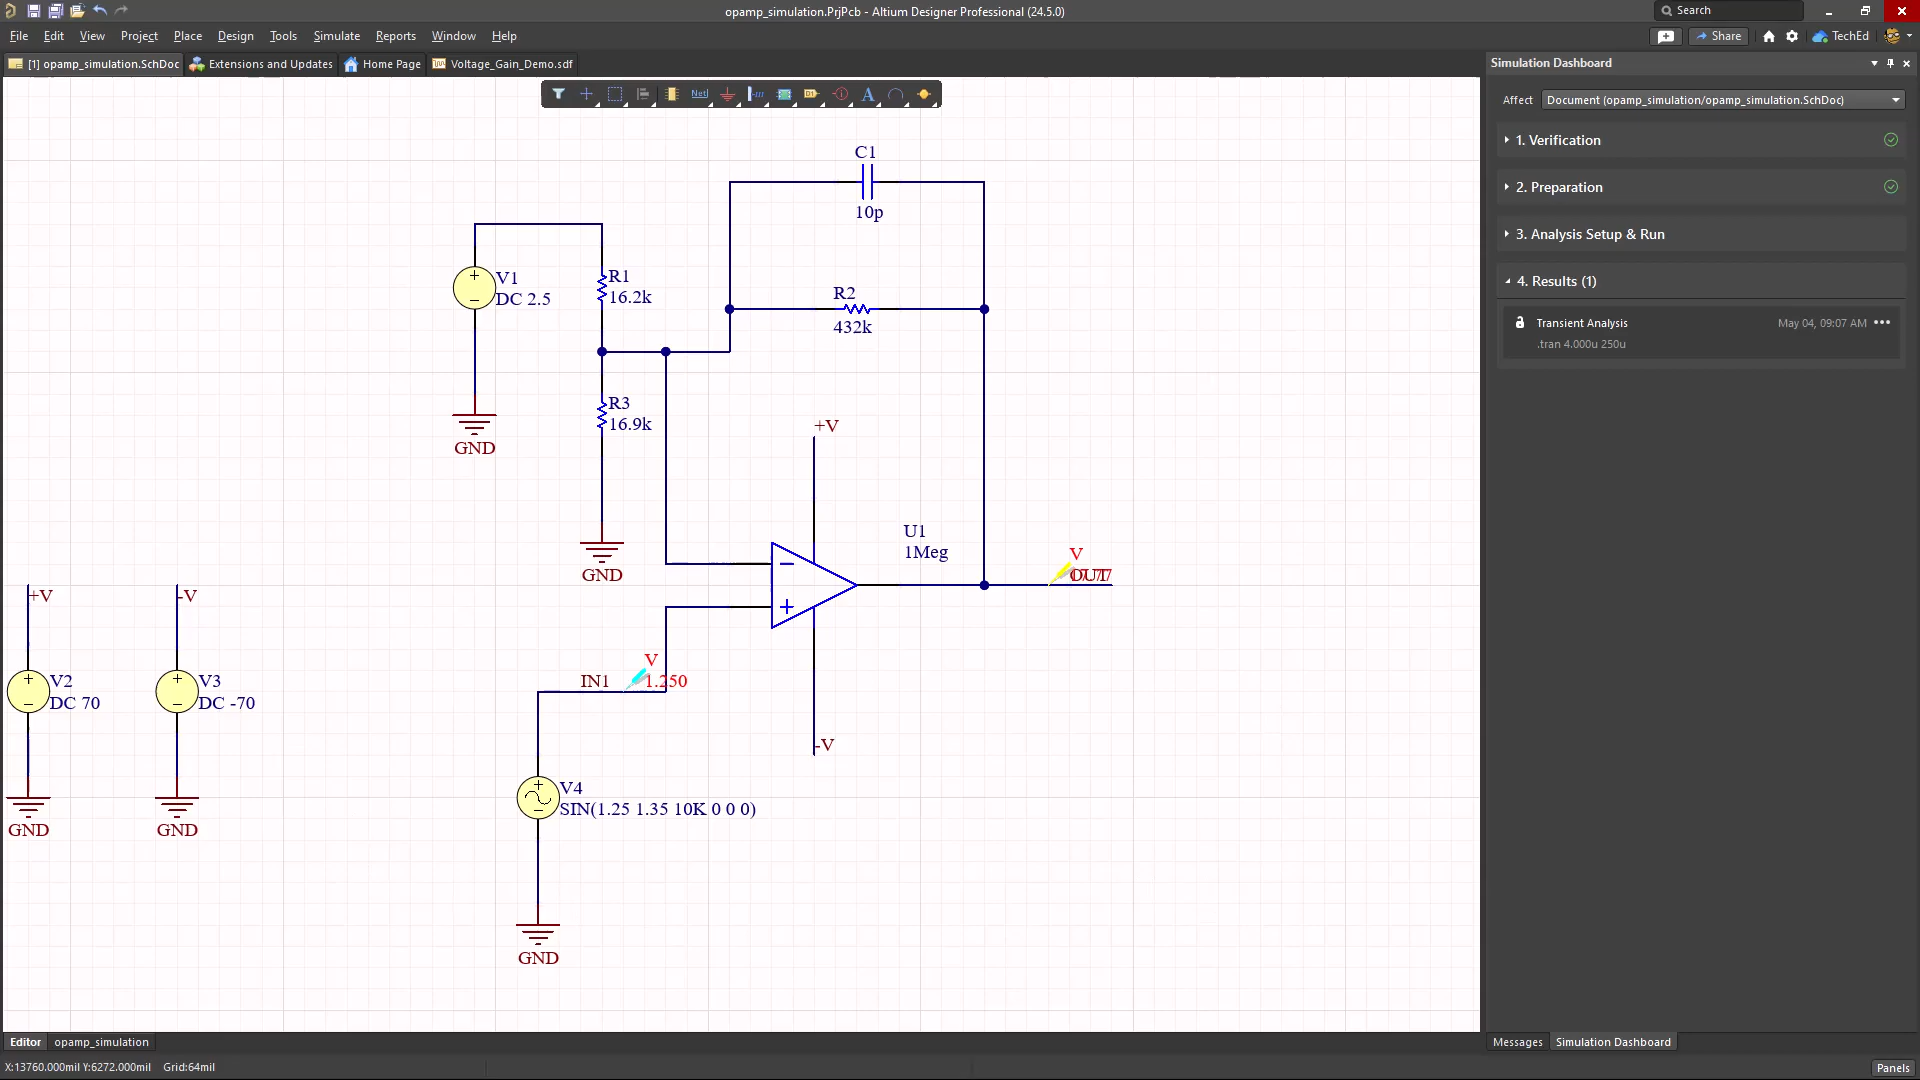 opamp_simulation.PrjPcb - Altium Designer Professional (24.5.0)
Search
File Edit View Project Place Design Tools Simulate Reports Window Help
Share
TechEd
[1] opamp_simulation.SchDoc
Extensions and Updates
Home Page
Voltage_Gain_Demo.sdf
Net
A
Simulation Dashboard
Affect Document (opamp_simulation/opamp_simulation.SchDoc)
1. Verification
2. Preparation
3. Analysis Setup & Run
4. Results (1)
Transient Analysis May 04, 09:07 AM
.tran 4.000u 250u
C1
10p
V1
DC 2.5
R1
16.2k
R2
432k
R3
16.9k
GND
+V
U1
1Meg
GND
V
OUT
+V
-V
V
IN1
1.250
V2
DC 70
V3
DC -70
-V
V4
SIN(1.25 1.35 10K 0 0 0)
GND
GND
GND
Editor opamp_simulation
Messages Simulation Dashboard
X:13760.000mil Y:6272.000mil Grid:64mil
Panels